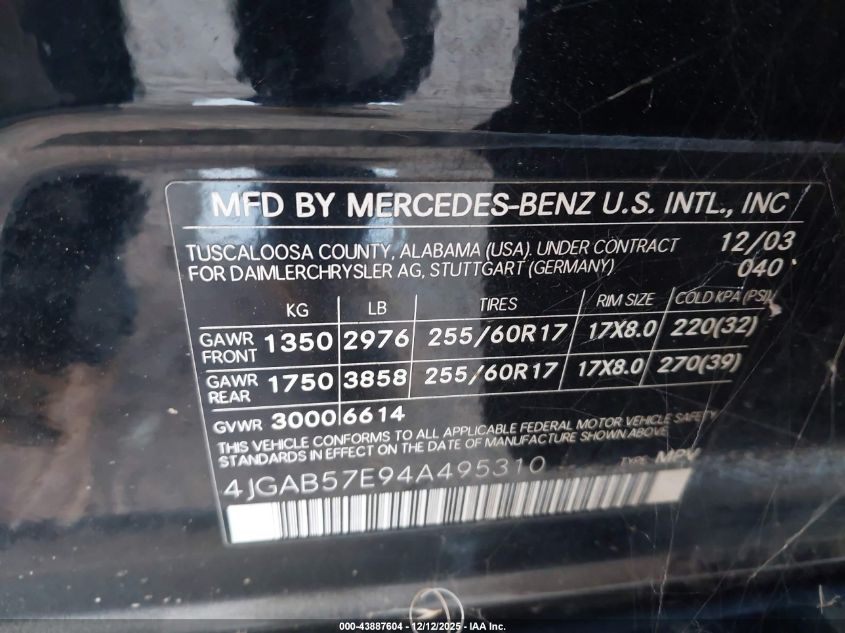 MFD BY MERCEDES-BENZ U.S. INTL., INC
TUSCALOOSA COUNTY, ALABAMA (USA). UNDER CONTRACT 12/03
FOR DAIMLERCHRYSLER AG, STUTTGART (GERMANY) 040
KG LB TIRES RIM SIZE COLD KPA (PSI)
GAWR FRONT 1350 2976 255/60R17 17X8.0 220(32)
GAWR REAR 1750 3858 255/60R17 17X8.0 270(39)
GVWR 3000 6614
THIS VEHICLE CONFORMS TO ALL APPLICABLE FEDERAL MOTOR VEHICLE SAFETY
STANDARDS IN EFFECT ON THE DATE OF MANUFACTURE SHOWN ABOVE
4JGAB57E94A495310 TYPE: MPV
000-43887604 - 12/12/2025 - IAA Inc.